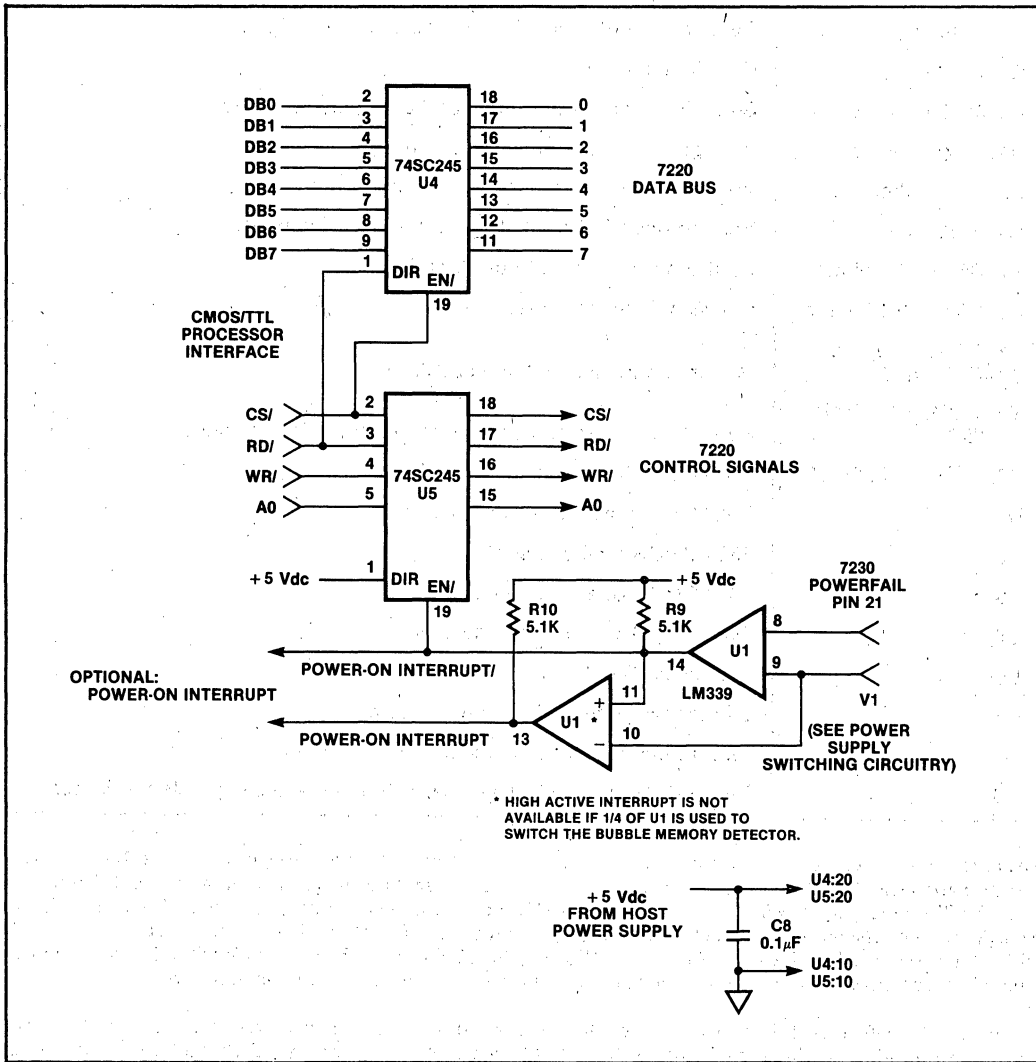 DB0 2 18 0
DB1 3 17 1
DB2 4 16 2
DB3 5 15 3
DB4 6 14 4
DB5 7 13 5
DB6 8 12 6
DB7 9 11 7
74SC245
U4
1 DIR EN/
19
7220
DATA BUS
CMOS/TTL
PROCESSOR
INTERFACE
CS/ 2 18 CS/
RD/ 3 17 RD/
WR/ 4 16 WR/
A0 5 15 A0
74SC245
U5
7220
CONTROL SIGNALS
+5 Vdc 1 DIR EN/
19
+5 Vdc
R10
5.1K
R9
5.1K
7230
POWERFAIL
PIN 21
8
9
U1
14
LM339
V1
(SEE POWER
SUPPLY
SWITCHING CIRCUITRY)
OPTIONAL:
POWER-ON INTERRUPT
POWER-ON INTERRUPT/
POWER-ON INTERRUPT
13
U1 *
+ 11
− 10
* HIGH ACTIVE INTERRUPT IS NOT
AVAILABLE IF 1/4 OF U1 IS USED TO
SWITCH THE BUBBLE MEMORY DETECTOR.
+5 Vdc
FROM HOST
POWER SUPPLY
C8
0.1µF
U4:20
U5:20
U4:10
U5:10